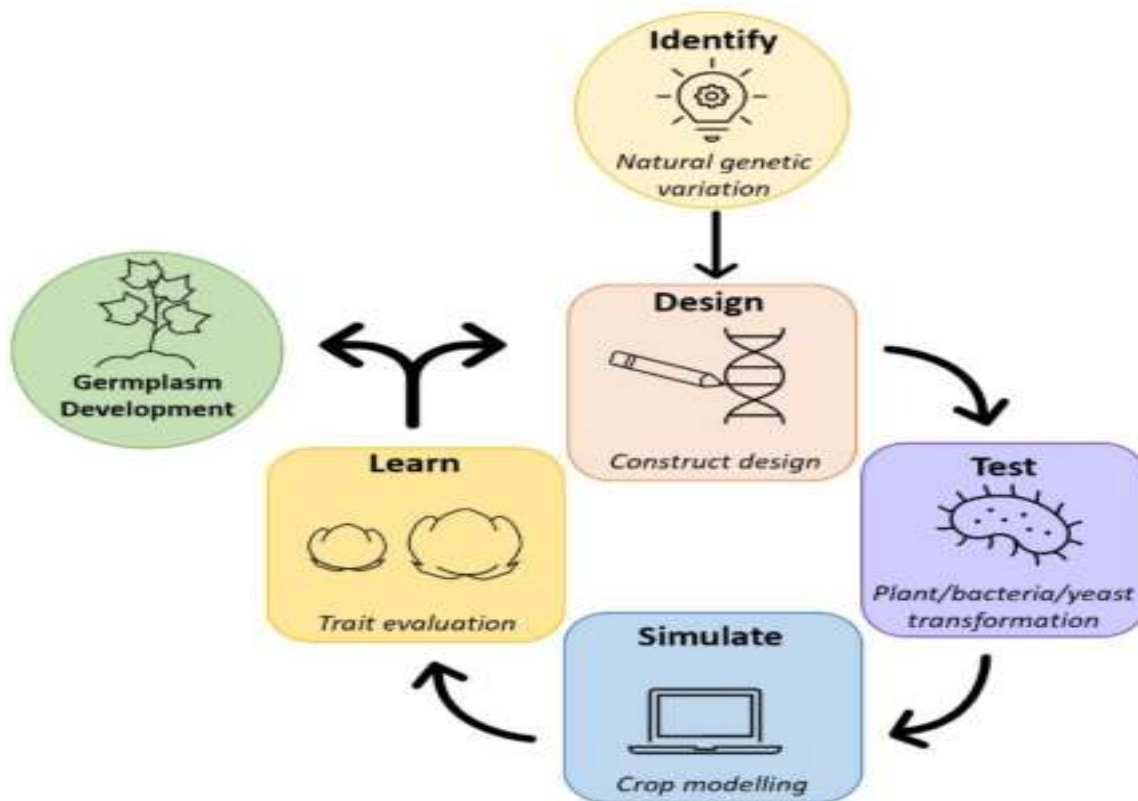 Identify
Natural genetic
variation
Design
Construct design
Test
Plant/bacteria/yeast
transformation
Simulate
Crop modelling
Learn
Trait evaluation
Germplasm
Development